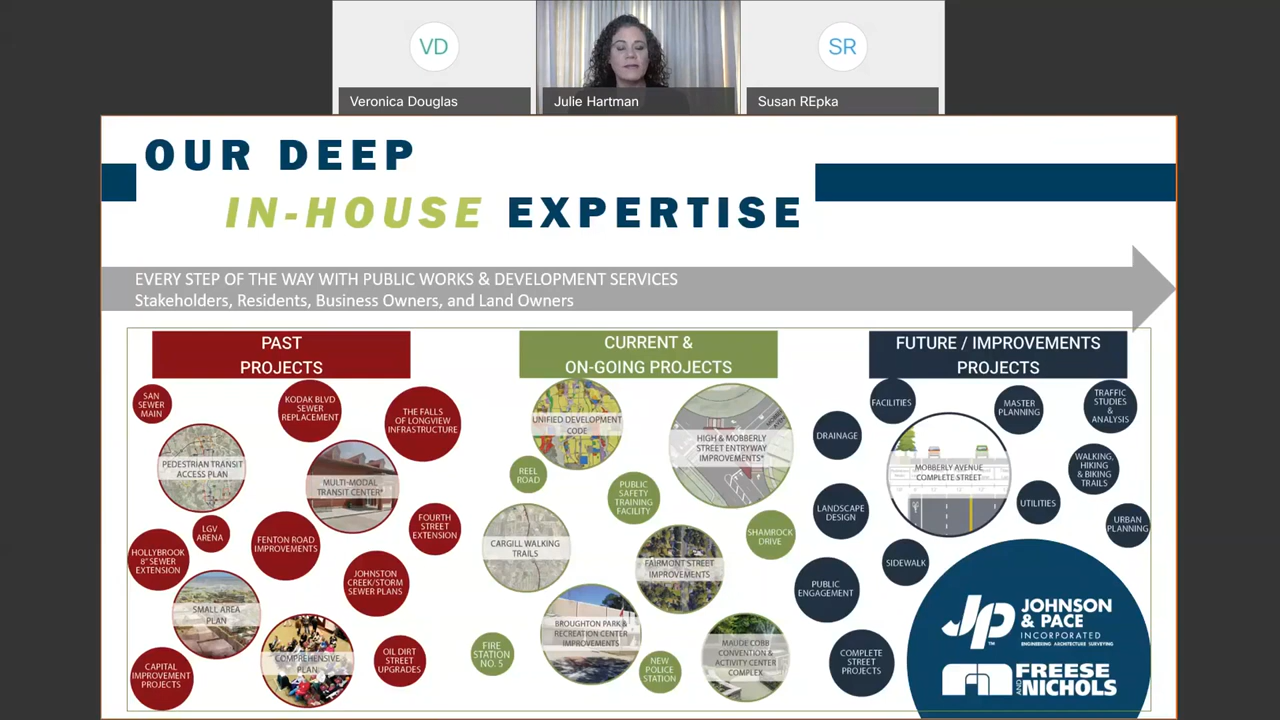 VD
SR
Veronica Douglas
Julie Hartman
Susan REpka
OUR DEEP
IN-HOUSE EXPERTISE
EVERY STEP OF THE WAY WITH PUBLIC WORKS & DEVELOPMENT SERVICES
Stakeholders, Residents, Business Owners, and Land Owners
PAST
PROJECTS
SAN
SEWER
MAIN
KODAK BLVD
SEWER
REPLACEMENT
THE FALLS
OF LONGVIEW
INFRASTRUCTURE
PEDESTRIAN TRANSIT
ACCESS PLAN
MULTI-MODAL
TRANSIT CENTER*
LGV
ARENA
FENTON ROAD
IMPROVEMENTS
FOURTH
STREET
EXTENSION
HOLLYBROOK
8" SEWER
EXTENSION
JOHNSTON
CREEK/STORM
SEWER PLANS
SMALL AREA
PLAN
COMPREHENSIVE
PLAN
OIL DIRT
STREET
UPGRADES
CAPITAL
IMPROVEMENT
PROJECTS
CURRENT &
ON-GOING PROJECTS
UNIFIED DEVELOPMENT
CODE
HIGH & MOBBERLY
STREET ENTRYWAY
IMPROVEMENTS*
REEL
ROAD
PUBLIC
SAFETY
TRAINING
FACILITY
CARGILL WALKING
TRAILS
SHAMROCK
DRIVE
FAIRMONT STREET
IMPROVEMENTS
BROUGHTON PARK &
RECREATION CENTER
IMPROVEMENTS
FIRE
STATION
NO. 5
NEW
POLICE
STATION
MAUDE COBB
CONVENTION &
ACTIVITY CENTER
COMPLEX
FUTURE / IMPROVEMENTS
PROJECTS
FACILITIES
MASTER
PLANNING
TRAFFIC
STUDIES
&
ANALYSIS
DRAINAGE
MOBBERLY AVENUE
COMPLETE STREET
WALKING,
HIKING
& BIKING
TRAILS
LANDSCAPE
DESIGN
UTILITIES
URBAN
PLANNING
SIDEWALK
PUBLIC
ENGAGEMENT
COMPLETE
STREET
PROJECTS
JP™ JOHNSON
& PACE
INCORPORATED
ENGINEERING ARCHITECTURE SURVEYING
FREESE
AND NICHOLS